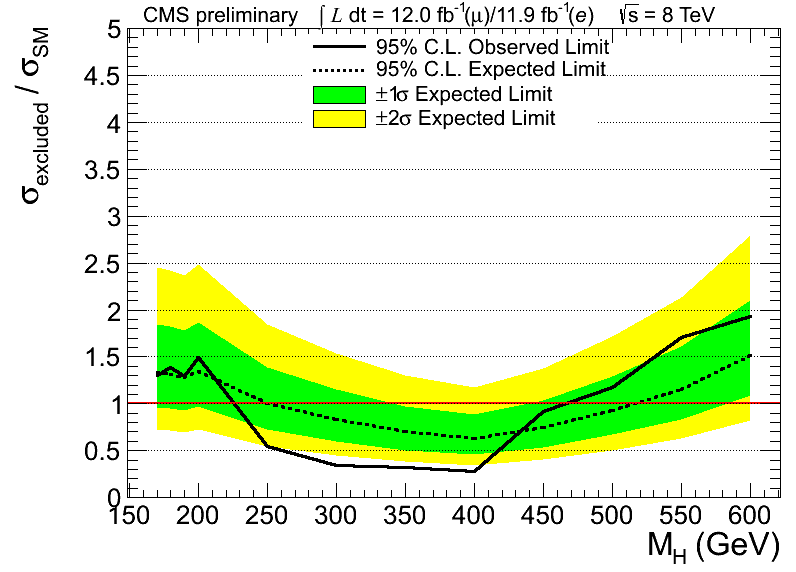 CMS preliminary ∫ L dt = 12.0 fb⁻¹(μ)/11.9 fb⁻¹(e) √s = 8 TeV
95% C.L. Observed Limit
95% C.L. Expected Limit
±1σ Expected Limit
±2σ Expected Limit
σexcluded / σSM
5
4.5
4
3.5
3
2.5
2
1.5
1
0.5
0
150 200 250 300 350 400 450 500 550 600
M_H (GeV)